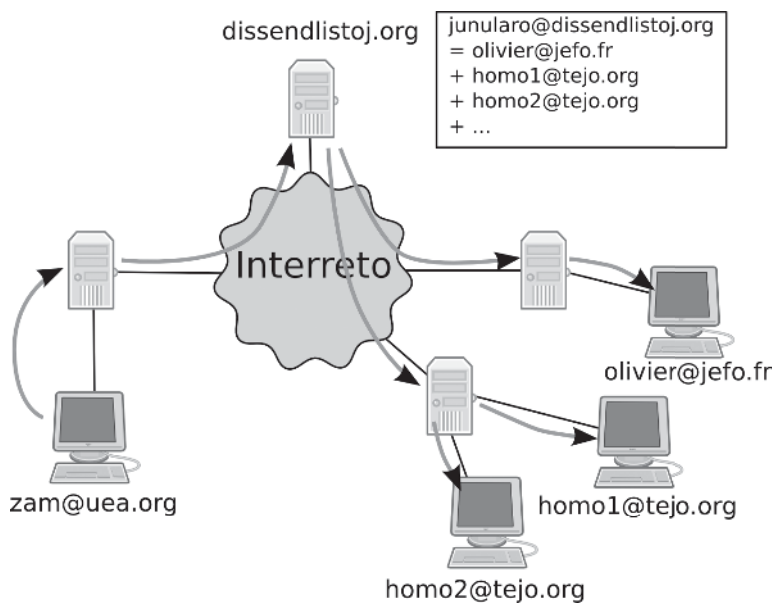 dissendlistoj.org
junularo@dissendlistoj.org
= olivier@jefo.fr
+ homo1@tejo.org
+ homo2@tejo.org
+ ...
Interreto
olivier@jefo.fr
zam@uea.org
homo1@tejo.org
homo2@tejo.org